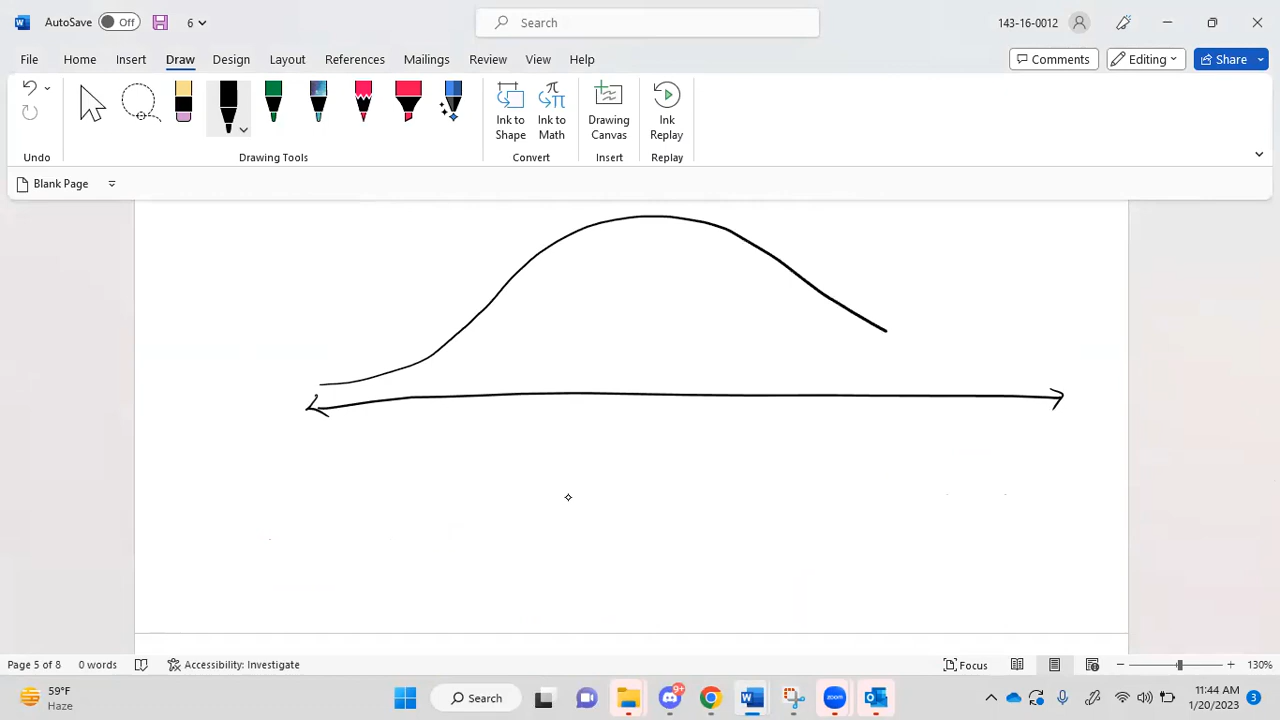 AutoSave Off 6 Search 143-16-0012
File Home Insert Draw Design Layout References Mailings Review View Help Comments Editing Share
Ink to Shape
Ink to Math
Drawing Canvas
Ink Replay
Undo Drawing Tools Convert Insert Replay
Blank Page
Page 5 of 8 0 words Accessibility: Investigate Focus 130%
59°F
Haze
Search
9+
zoom
11:44 AM
1/20/2023
3